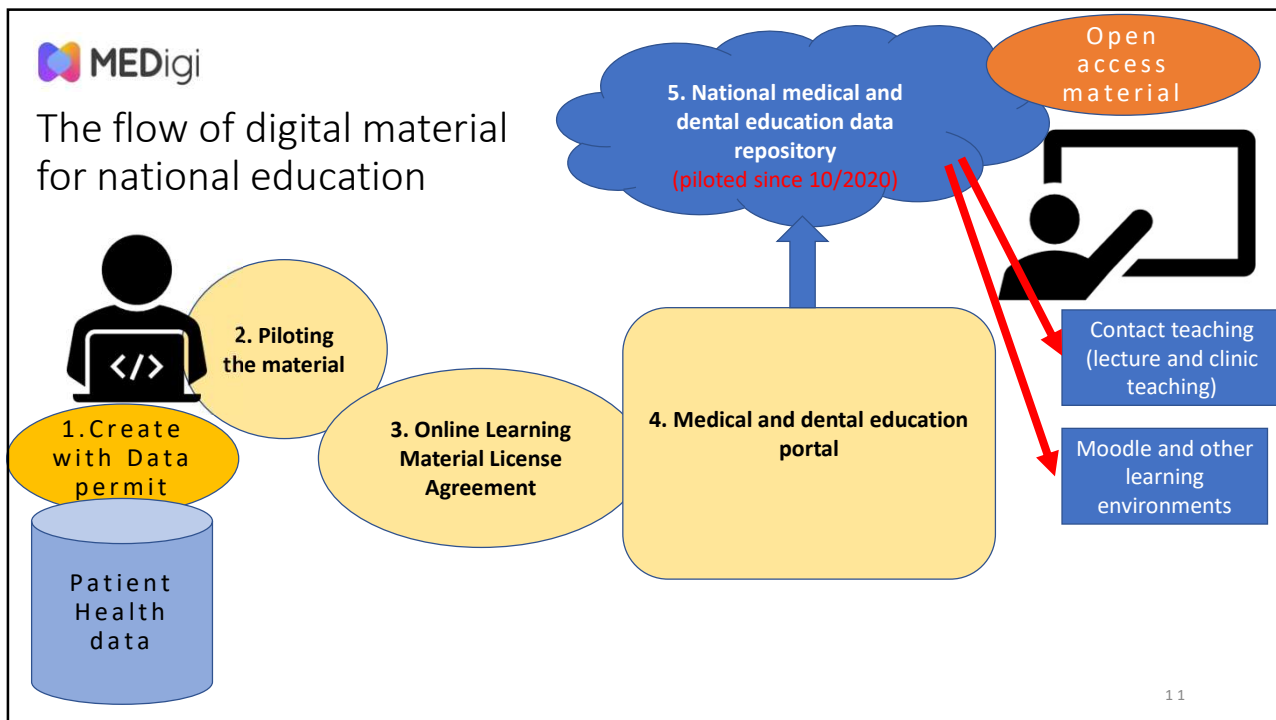 MEDigi
The flow of digital material
for national education
Open
access
material
5. National medical and
dental education data
repository
(piloted since 10/2020)
</>
2. Piloting
the material
1.Create
with Data
permit
Patient
Health
data
3. Online Learning
Material License
Agreement
4. Medical and dental education
portal
Contact teaching
(lecture and clinic
teaching)
Moodle and other
learning
environments
11